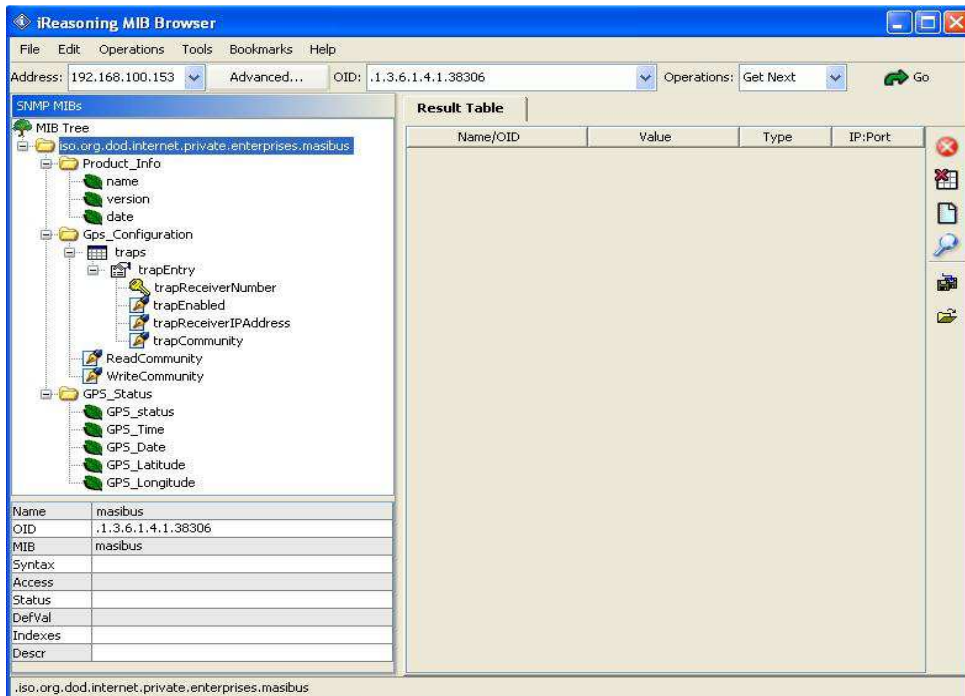 iReasoning MIB Browser
File Edit Operations Tools Bookmarks Help
Address: 192.168.100.153 Advanced... OID: .1.3.6.1.4.1.38306 Operations: Get Next Go
SNMP MIBs
MIB Tree
iso.org.dod.internet.private.enterprises.masibus
Product_Info
name
version
date
Gps_Configuration
traps
trapEntry
trapReceiverNumber
trapEnabled
trapReceiverIPAddress
trapCommunity
ReadCommunity
WriteCommunity
GPS_Status
GPS_status
GPS_Time
GPS_Date
GPS_Latitude
GPS_Longitude
Name masibus
OID .1.3.6.1.4.1.38306
MIB masibus
Syntax
Access
Status
DefVal
Indexes
Descr
Result Table
Name/OID Value Type IP:Port
.iso.org.dod.internet.private.enterprises.masibus